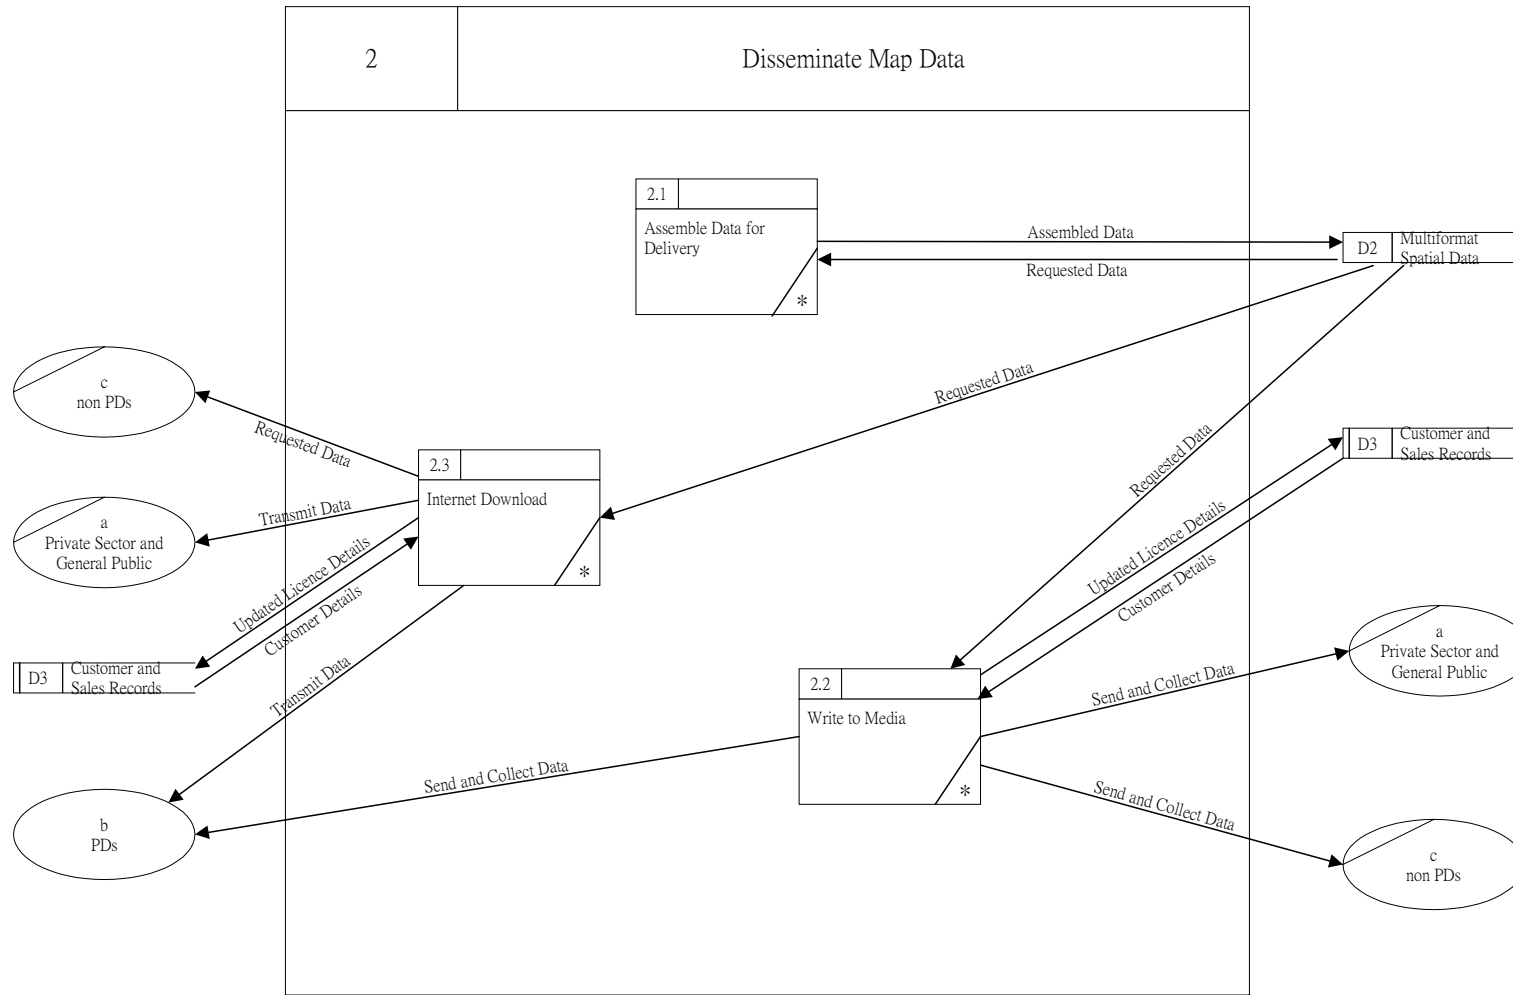 2
Disseminate Map Data
2.1
Assemble Data for
Delivery
*
Assembled Data
Requested Data
D2
Multiformat
Spatial Data
c
non PDs
Requested Data
Requested Data
Requested Data
D3
Customer and
Sales Records
2.3
Internet Download
*
a
Private Sector and
General Public
Transmit Data
Updated Licence Details
Customer Details
Updated Licence Details
Customer Details
D3
Customer and
Sales Records
Transmit Data
2.2
Write to Media
*
a
Private Sector and
General Public
Send and Collect Data
Send and Collect Data
Send and Collect Data
b
PDs
c
non PDs